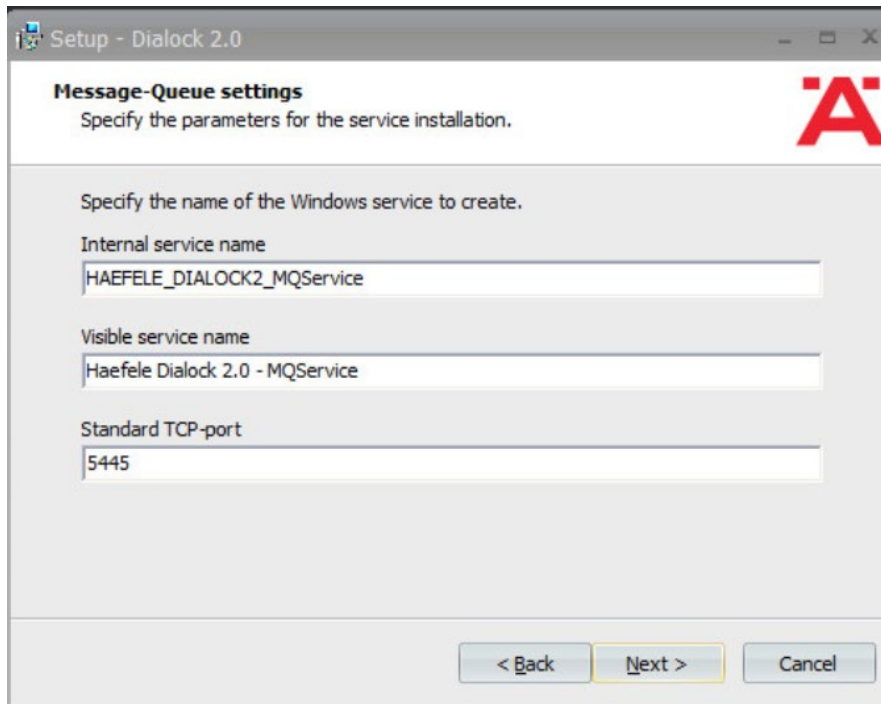 Setup - Dialock 2.0
Message-Queue settings
Specify the parameters for the service installation.
Specify the name of the Windows service to create.
Internal service name
HAEFELE_DIALOCK2_MQService
Visible service name
Haefele Dialock 2.0 - MQService
Standard TCP-port
5445
< Back
Next >
Cancel